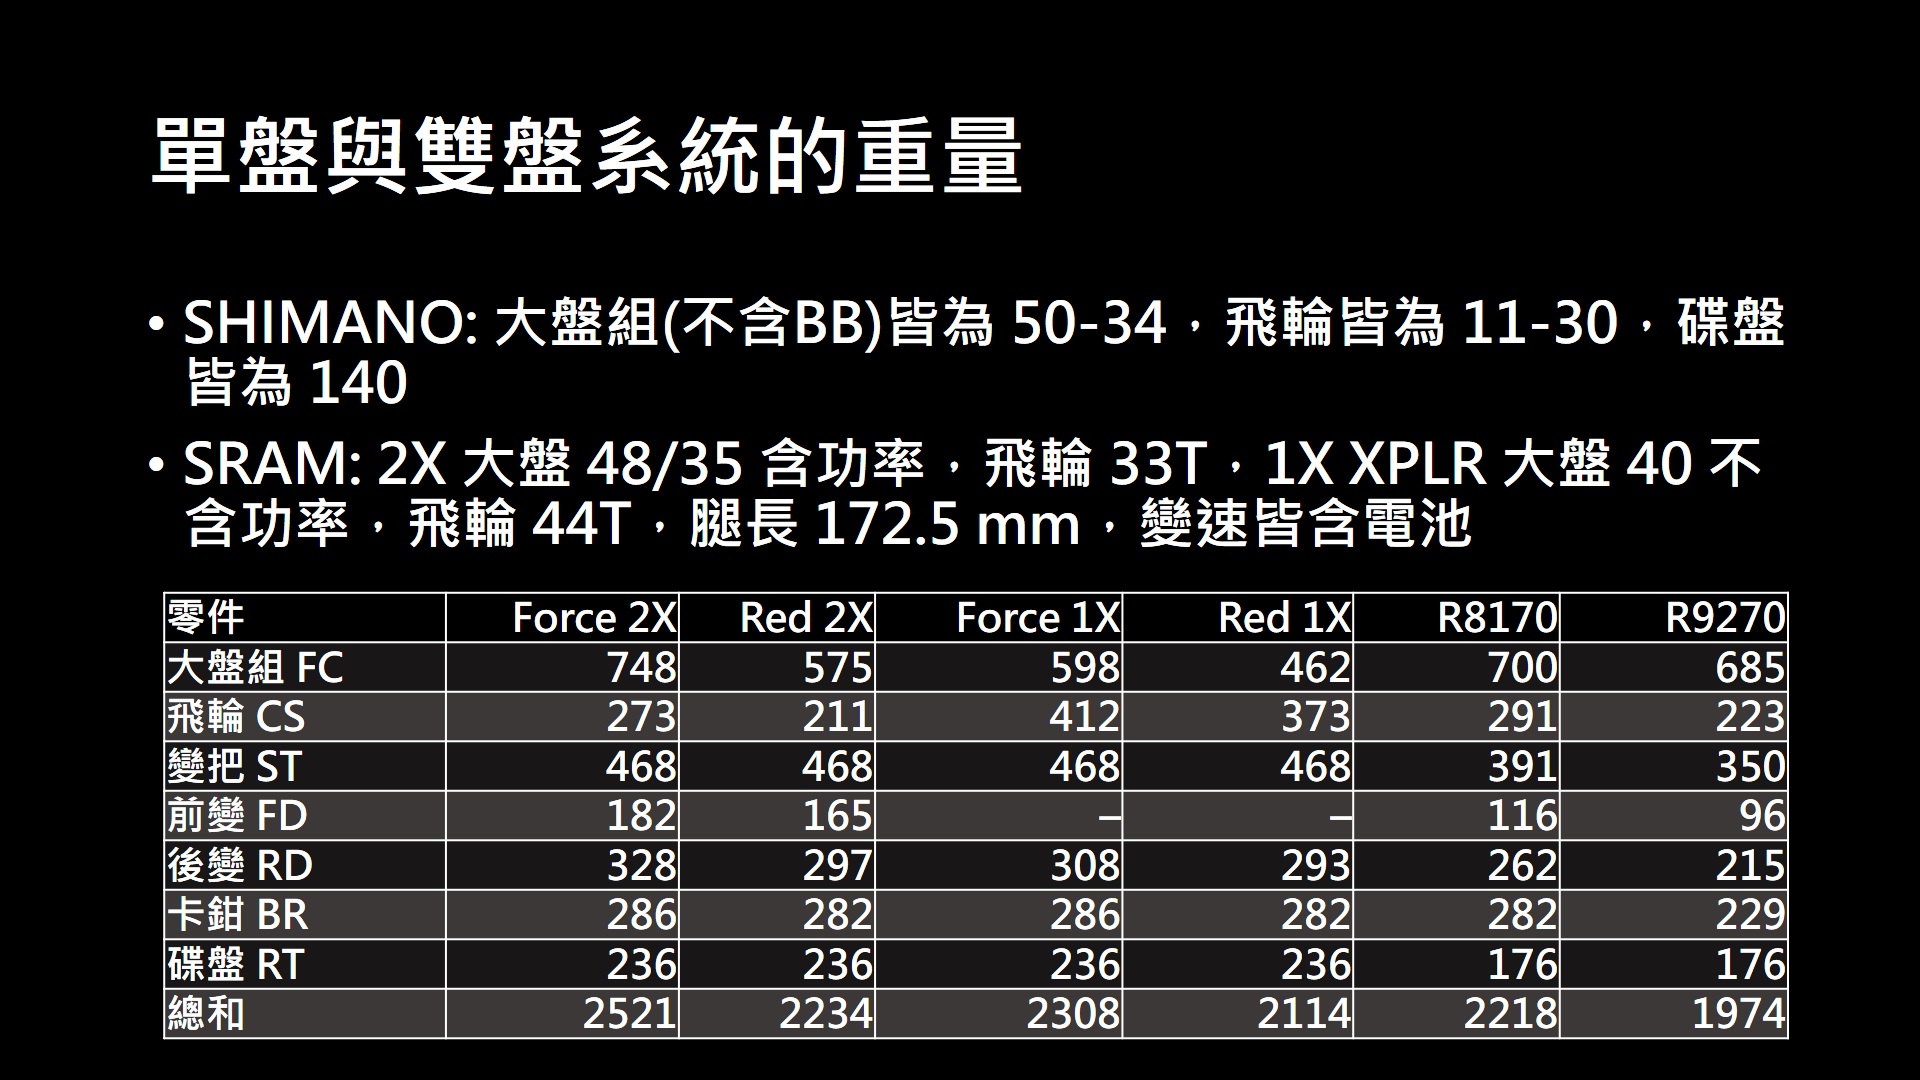 單盤與雙盤系統的重量
• SHIMANO: 大盤組(不含BB)皆為 50-34，飛輪皆為 11-30，碟盤
皆為 140
• SRAM: 2X 大盤 48/35 含功率，飛輪 33T，1X XPLR 大盤 40 不
含功率，飛輪 44T，腿長 172.5 mm，變速皆含電池
零件 Force 2X Red 2X Force 1X Red 1X R8170 R9270
大盤組 FC 748 575 598 462 700 685
飛輪 CS 273 211 412 373 291 223
變把 ST 468 468 468 468 391 350
前變 FD 182 165 – – 116 96
後變 RD 328 297 308 293 262 215
卡鉗 BR 286 282 286 282 282 229
碟盤 RT 236 236 236 236 176 176
總和 2521 2234 2308 2114 2218 1974